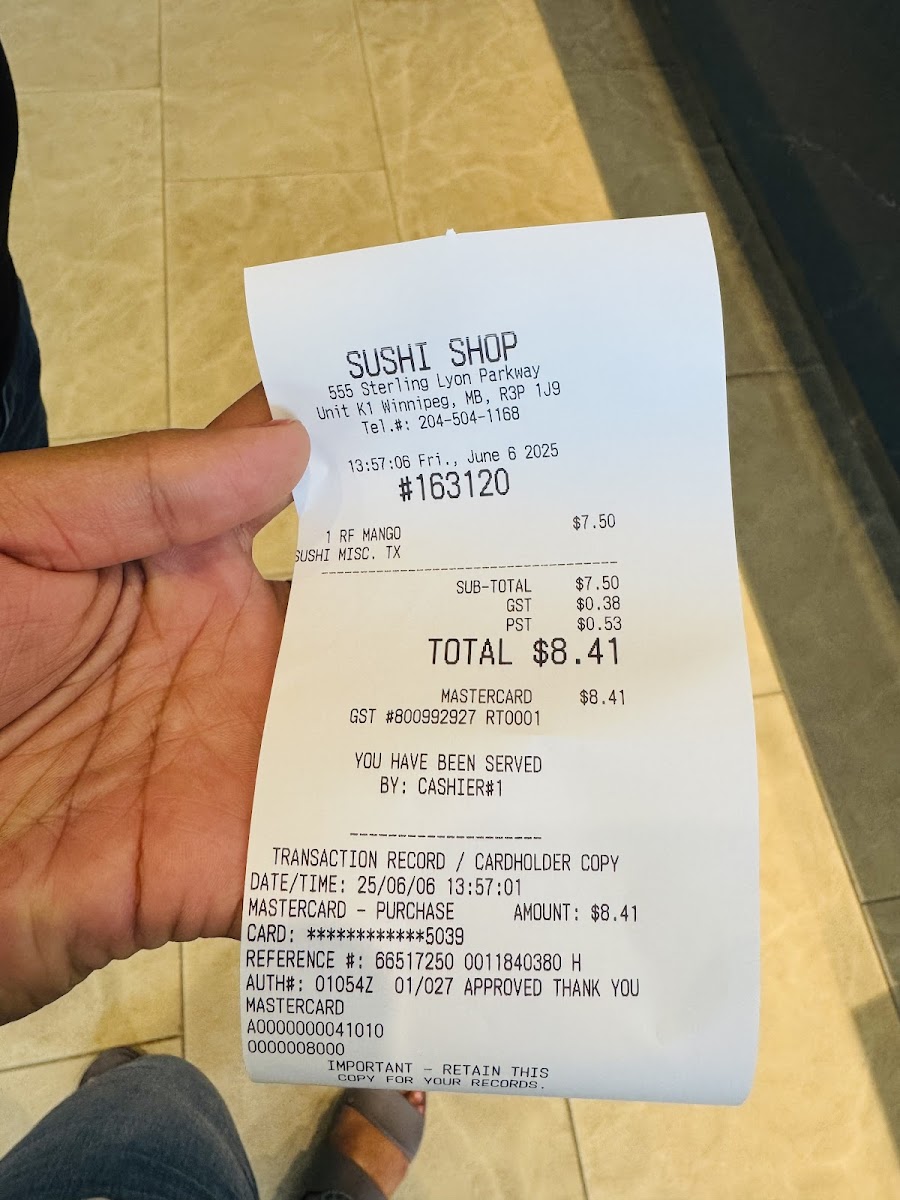 SUSHI SHOP
555 Sterling Lyon Parkway
Unit K1 Winnipeg, MB, R3P 1J9
Tel.#: 204-504-1168
13:57:06 Fri., June 6 2025
#163120
1 RF MANGO $7.50
SUSHI MISC. TX
SUB-TOTAL $7.50
GST $0.38
PST $0.53
TOTAL $8.41
MASTERCARD $8.41
GST #800992927 RT0001
YOU HAVE BEEN SERVED
BY: CASHIER#1
TRANSACTION RECORD / CARDHOLDER COPY
DATE/TIME: 25/06/06 13:57:01
MASTERCARD - PURCHASE AMOUNT: $8.41
CARD: ************5039
REFERENCE #: 66517250 0011840380 H
AUTH#: 01054Z 01/027 APPROVED THANK YOU
MASTERCARD
A0000000041010
0000008000
IMPORTANT - RETAIN THIS
COPY FOR YOUR RECORDS.